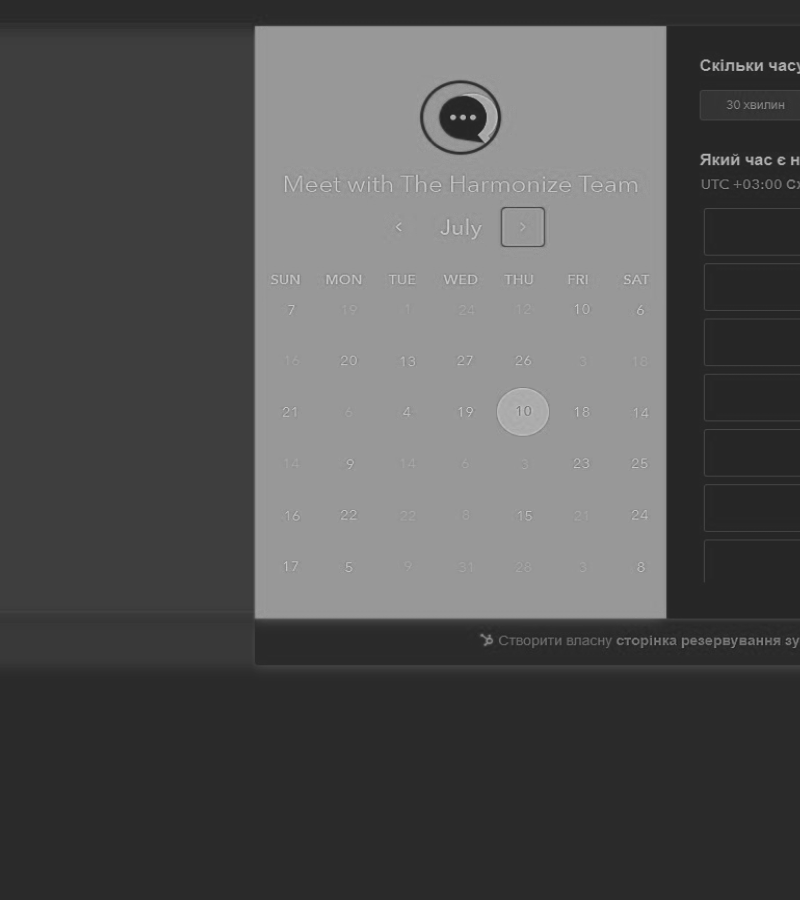 Meet with The Harmonize Team
July
SUN MON TUE WED THU FRI SAT
7 19 1 24 12 10 6
16 20 13 27 26 3 18
21 6 4 19 10 18 14
14 9 14 6 3 23 25
16 22 22 8 15 21 24
17 5 9 31 28 3 8
Скільки часу
30 хвилин
Який час є н
UTC +03:00 Сх
Створити власну сторінка резервування зу